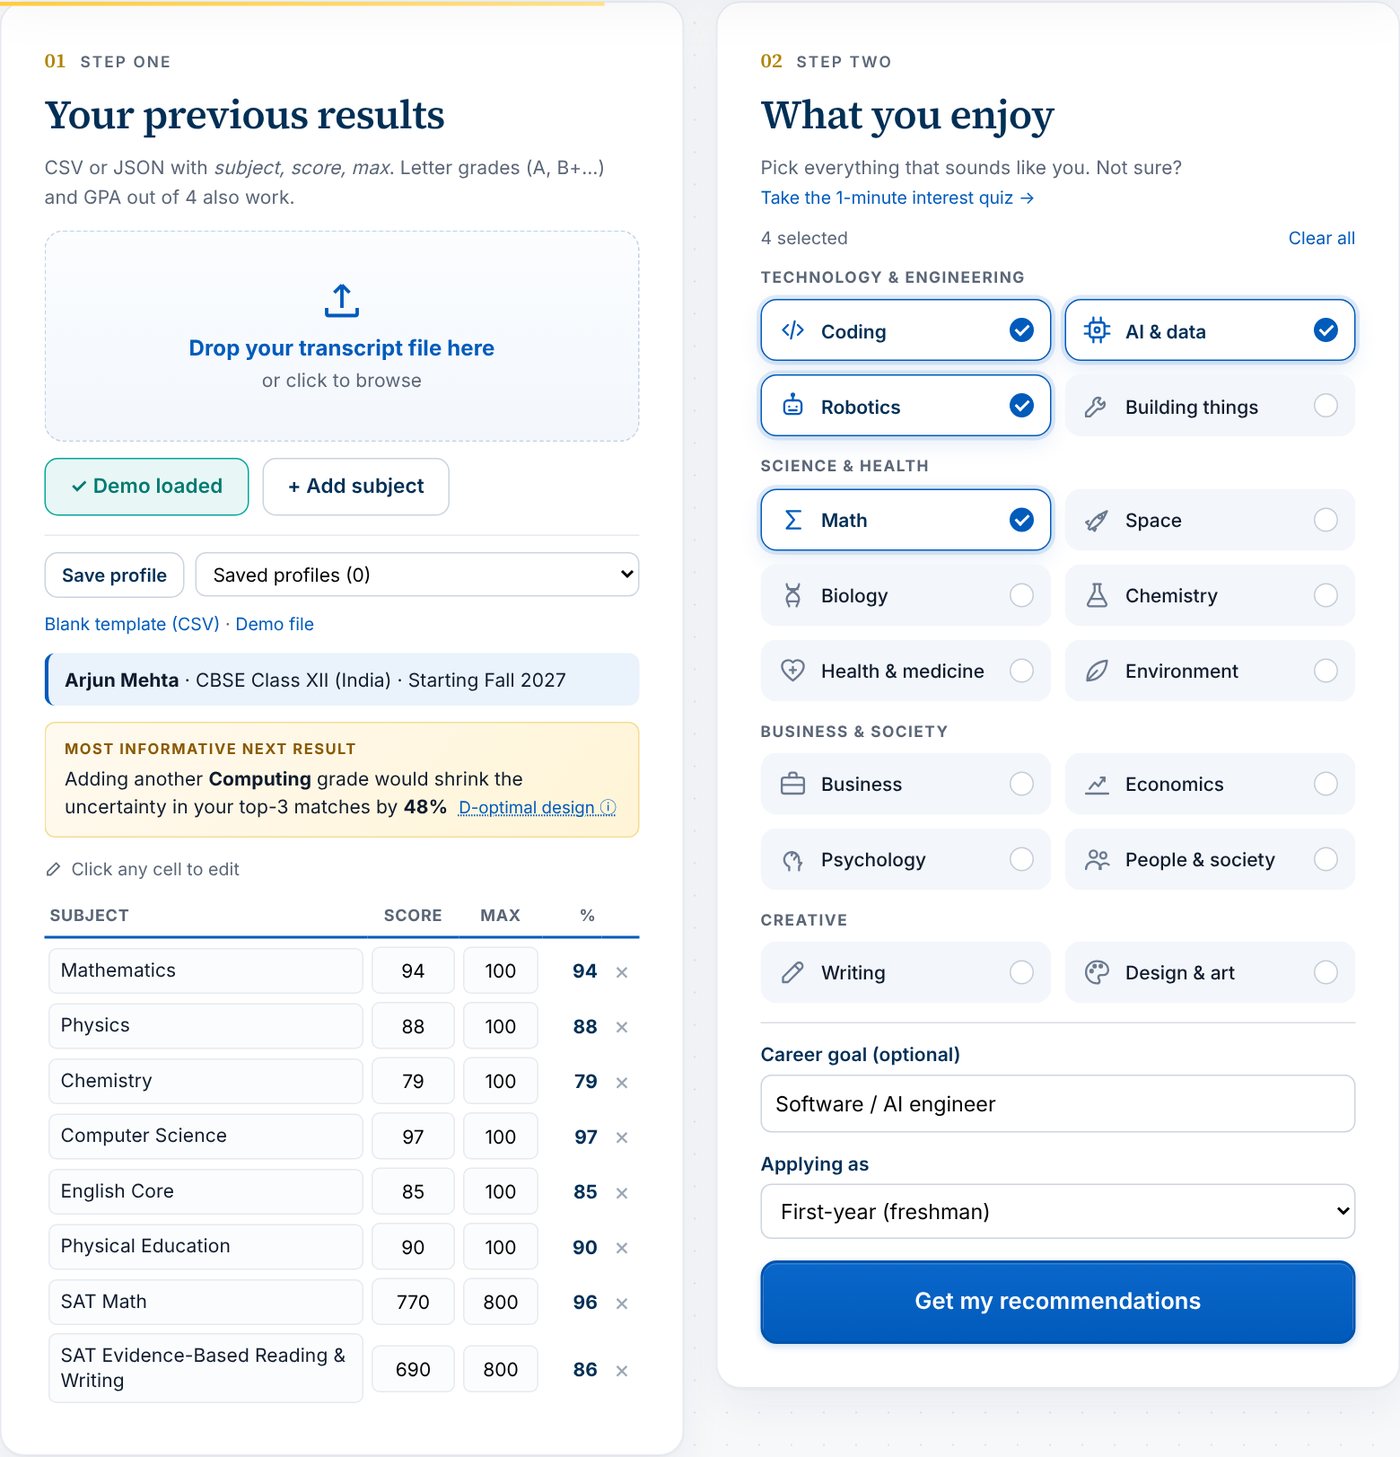 01 STEP ONE
Your previous results
CSV or JSON with subject, score, max. Letter grades (A, B+...)
and GPA out of 4 also work.
Drop your transcript file here
or click to browse
✓ Demo loaded
+ Add subject
Save profile
Saved profiles (0)
Blank template (CSV) · Demo file
Arjun Mehta · CBSE Class XII (India) · Starting Fall 2027
MOST INFORMATIVE NEXT RESULT
Adding another Computing grade would shrink the
uncertainty in your top-3 matches by 48% D-optimal design ⓘ
Click any cell to edit
SUBJECT SCORE MAX %
Mathematics 94 100 94 ×
Physics 88 100 88 ×
Chemistry 79 100 79 ×
Computer Science 97 100 97 ×
English Core 85 100 85 ×
Physical Education 90 100 90 ×
SAT Math 770 800 96 ×
SAT Evidence-Based Reading &
Writing 690 800 86 ×
02 STEP TWO
What you enjoy
Pick everything that sounds like you. Not sure?
Take the 1-minute interest quiz →
4 selected Clear all
TECHNOLOGY & ENGINEERING
Coding
AI & data
Robotics
Building things
SCIENCE & HEALTH
Math
Space
Biology
Chemistry
Health & medicine
Environment
BUSINESS & SOCIETY
Business
Economics
Psychology
People & society
CREATIVE
Writing
Design & art
Career goal (optional)
Software / AI engineer
Applying as
First-year (freshman)
Get my recommendations